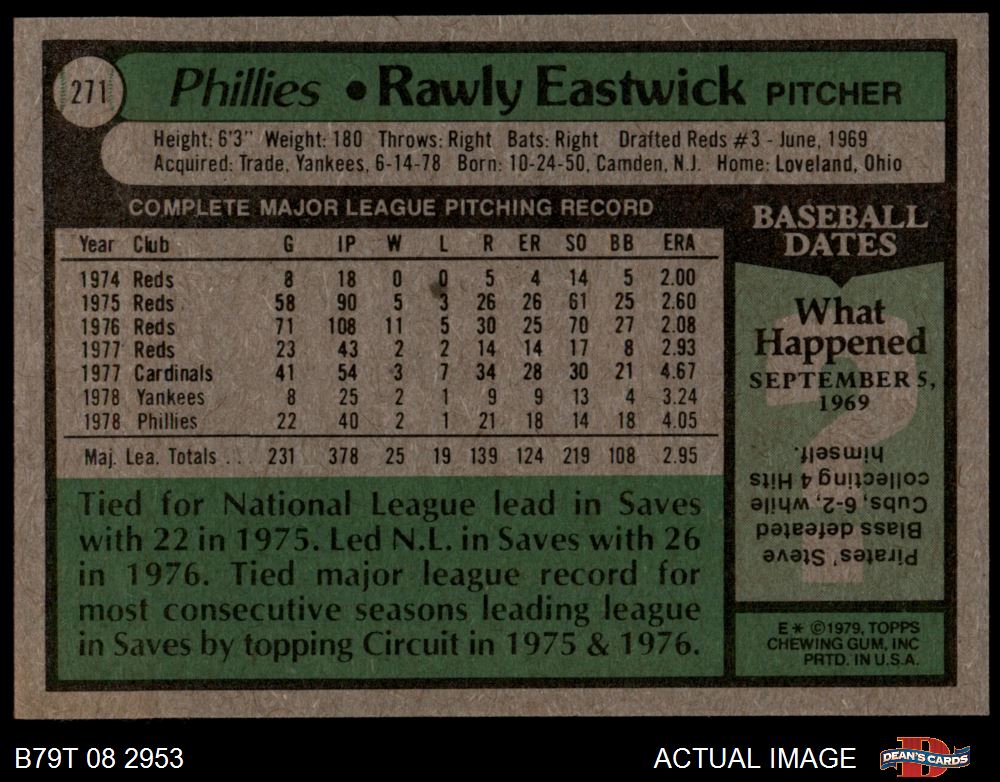 271
Phillies • Rawly Eastwick PITCHER
Height: 6'3" Weight: 180 Throws: Right Bats: Right Drafted Reds #3 - June, 1969
Acquired: Trade, Yankees, 6-14-78 Born: 10-24-50, Camden, N.J. Home: Loveland, Ohio
COMPLETE MAJOR LEAGUE PITCHING RECORD
Year Club G IP W L R ER SO BB ERA
1974 Reds 8 18 0 0 5 4 14 5 2.00
1975 Reds 58 90 5 3 26 26 61 25 2.60
1976 Reds 71 108 11 5 30 25 70 27 2.08
1977 Reds 23 43 2 2 14 14 17 8 2.93
1977 Cardinals 41 54 3 7 34 28 30 21 4.67
1978 Yankees 8 25 2 1 9 9 13 4 3.24
1978 Phillies 22 40 2 1 21 18 14 18 4.05
Maj. Lea. Totals .. 231 378 25 19 139 124 219 108 2.95
Tied for National League lead in Saves
with 22 in 1975. Led N.L. in Saves with 26
in 1976. Tied major league record for
most consecutive seasons leading league
in Saves by topping Circuit in 1975 & 1976.
BASEBALL
DATES
What
Happened
SEPTEMBER 5,
1969
?
Pirates' Steve
Blass defeated
Cubs, 6-2, while
collecting 4 Hits
himself.
E * ©1979, TOPPS
CHEWING GUM, INC
PRTD. IN U.S.A.
B79T 08 2953
ACTUAL IMAGE
DEAN'S CARDS